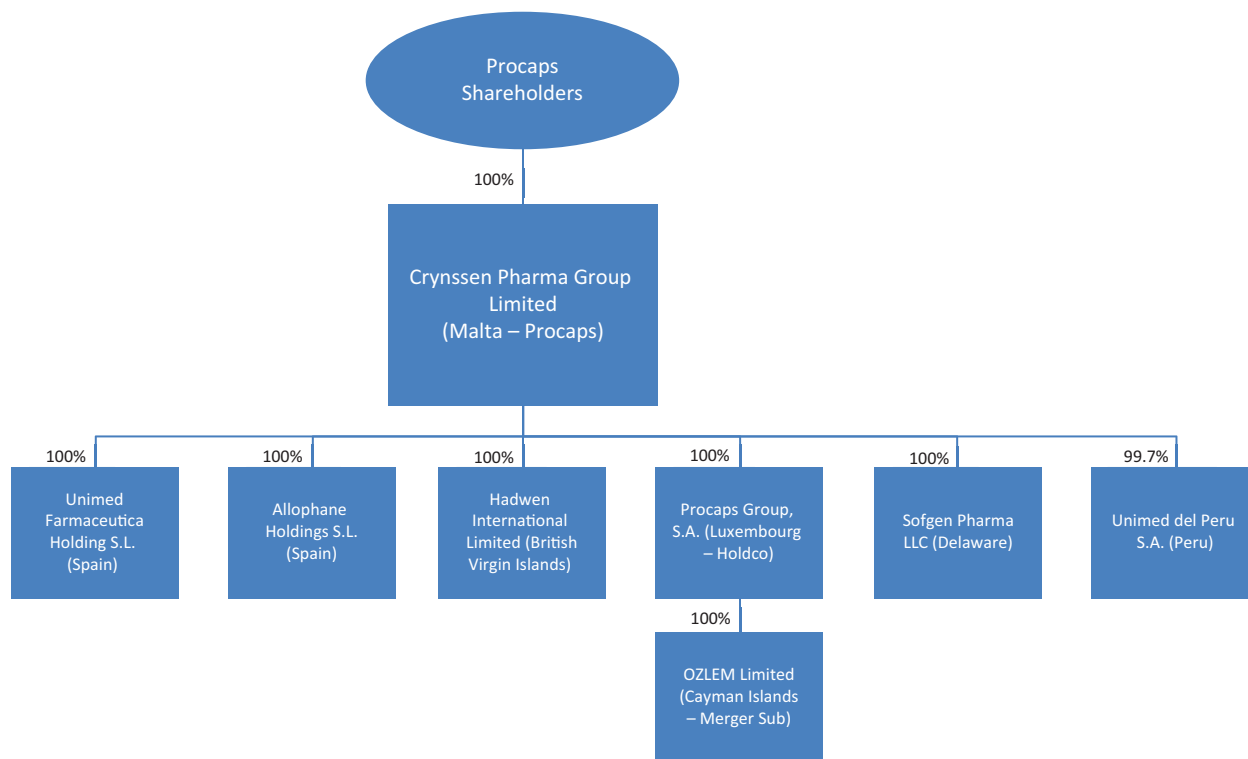 Procaps
Shareholders
100%
Crynssen Pharma Group
Limited
(Malta – Procaps)
100%
Unimed
Farmaceutica
Holding S.L.
(Spain)
100%
Allophane
Holdings S.L.
(Spain)
100%
Hadwen
International
Limited (British
Virgin Islands)
100%
Procaps Group,
S.A. (Luxembourg
– Holdco)
100%
Sofgen Pharma
LLC (Delaware)
99.7%
Unimed del Peru
S.A. (Peru)
100%
OZLEM Limited
(Cayman Islands
– Merger Sub)